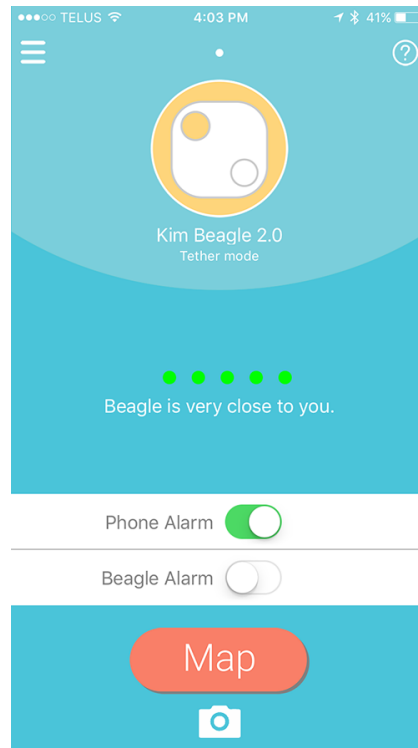 ●●●○○ TELUS 4:03 PM 41%
?
Kim Beagle 2.0
Tether mode
Beagle is very close to you.
Phone Alarm
Beagle Alarm
Map